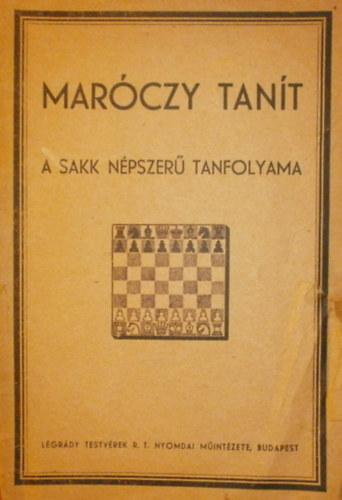 MARÓCZY TANÍT
A SAKK NÉPSZERŰ TANFOLYAMA
LÉGRÁDY TESTVÉREK R. T. NYOMDAI MŰINTÉZETE, BUDAPEST